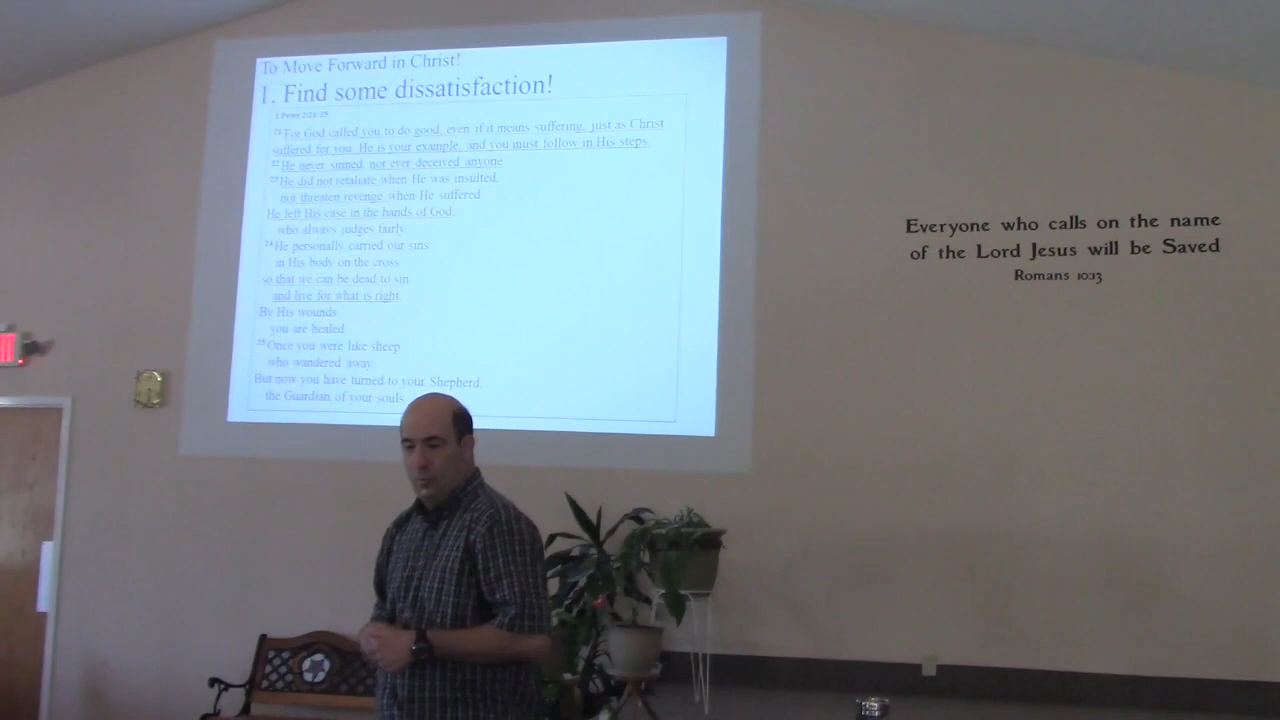 To Move Forward in Christ!
1. Find some dissatisfaction!
1 Peter 2:21-25
21 For God called you to do good, even if it means suffering, just as Christ
suffered for you. He is your example, and you must follow in His steps.
22 He never sinned, nor ever deceived anyone.
23 He did not retaliate when He was insulted,
nor threaten revenge when He suffered.
He left His case in the hands of God,
who always judges fairly.
24 He personally carried our sins
in His body on the cross
so that we can be dead to sin
and live for what is right.
By His wounds
you are healed.
25 Once you were like sheep
who wandered away.
But now you have turned to your Shepherd,
the Guardian of your souls.
Everyone who calls on the name
of the Lord Jesus will be Saved
Romans 10:13